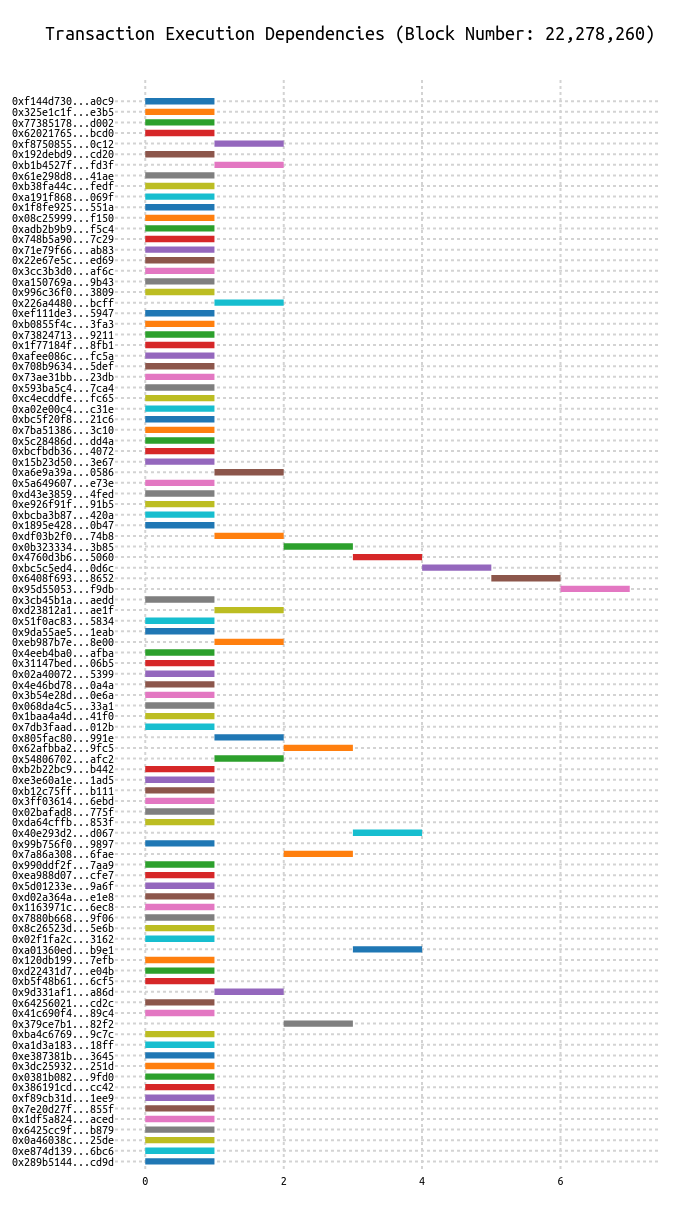 Transaction Execution Dependencies (Block Number: 22,278,260)
0xf144d730...a0c9
0x325e1c1f...e3b5
0x77385178...d002
0x62021765...bcd0
0xf8750855...0c12
0x192debd9...cd20
0xb1b4527f...fd3f
0x61e298d8...41ae
0xb38fa44c...fedf
0xa191f868...069f
0x1f8fe925...551a
0x08c25999...f150
0xadb2b9b9...f5c4
0x748b5a90...7c29
0x71e79f66...ab83
0x22e67e5c...ed69
0x3cc3b3d0...af6c
0xa150769a...9b43
0x996c36f0...3809
0x226a4480...bcff
0xef111de3...5947
0xb0855f4c...3fa3
0x73824713...9211
0x1f77184f...8fb1
0xafee086c...fc5a
0x708b9634...5def
0x73ae31bb...23db
0x593ba5c4...7ca4
0xc4ecddfe...fc65
0xa02e00c4...c31e
0xbc5f20f8...21c6
0x7ba51386...3c10
0x5c28486d...dd4a
0xbcfbdb36...4072
0x15b23d50...3e67
0xa6e9a39a...0586
0x5a649607...e73e
0xd43e3859...4fed
0xe926f91f...91b5
0xbcba3b87...420a
0x1895e428...0b47
0xdf03b2f0...74b8
0x0b323334...3b85
0x4760d3b6...5060
0xbc5c5ed4...0d6c
0x6408f693...8652
0x95d55053...f9db
0x3cb45b1a...aedd
0xd23812a1...ae1f
0x51f0ac83...5834
0x9da55ae5...1eab
0xeb987b7e...8e00
0x4eeb4ba0...afba
0x31147bed...06b5
0x02a40072...5399
0x4e46bd78...0a4a
0x3b54e28d...0e6a
0x068da4c5...33a1
0x1baa4a4d...41f0
0x7db3faad...012b
0x805fac80...991e
0x62afbba2...9fc5
0x54806702...afc2
0xb2b22bc9...b442
0xe3e60a1e...1ad5
0xb12c75ff...b111
0x3ff03614...6ebd
0x02bafad8...775f
0xda64cffb...853f
0x40e293d2...d067
0x99b756f0...9897
0x7a86a308...6fae
0x990ddf2f...7aa9
0xea988d07...cfe7
0x5d01233e...9a6f
0xd02a364a...e1e8
0x1163971c...6ec8
0x7880b668...9f06
0x8c26523d...5e6b
0x02f1fa2c...3162
0xa01360ed...b9e1
0x120db199...7efb
0xd22431d7...e04b
0xb5f48b61...6cf5
0x9d331af1...a86d
0x64256021...cd2c
0x41c690f4...89c4
0x379ce7b1...82f2
0xba4c6769...9c7c
0xa1d3a183...18ff
0xe387381b...3645
0x3dc25932...251d
0x0381b082...9fd0
0x386191cd...cc42
0xf89cb31d...1ee9
0x7e20d27f...855f
0x1df5a824...aced
0x6425cc9f...b879
0x0a46038c...25de
0xe874d139...6bc6
0x289b5144...cd9d
0 2 4 6